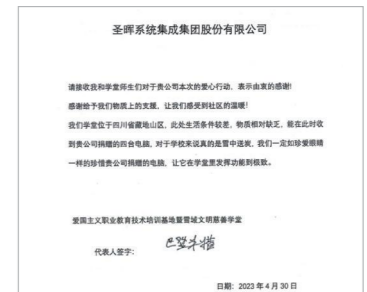 圣晖系统集成集团股份有限公司
请接收我和学堂师生们对于贵公司本次的爱心行动，表示由衷的感谢!
感谢给予我们物质上的支援，让我们感受到社区的温暖!
我们学堂位于四川省藏地山区，此处生活条件较差，物质相对缺乏，能在此时收
到贵公司捐赠的四台电脑，对于学校来说真的是雪中送炭，我们一定如珍爱眼睛
一样的珍惜贵公司捐赠的电脑，让它在学堂里发挥功能到极致。
爱国主义职业教育技术培训基地暨雪域文明慈善学堂
代表人签字:
日期: 2023 年 4 月 30 日